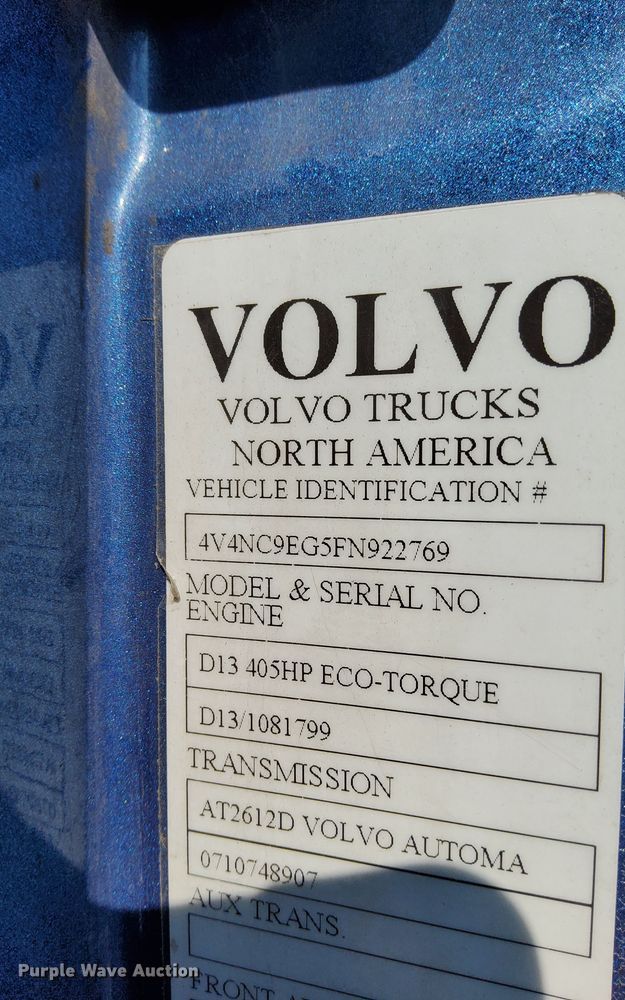 VOLVO
VOLVO TRUCKS
NORTH AMERICA
VEHICLE IDENTIFICATION #
4V4NC9EG5FN922769
MODEL & SERIAL NO.
ENGINE
D13 405HP ECO-TORQUE
D13/1081799
TRANSMISSION
AT2612D VOLVO AUTOMA
0710748907
AUX TRANS.
FRONT
Purple Wave Auction